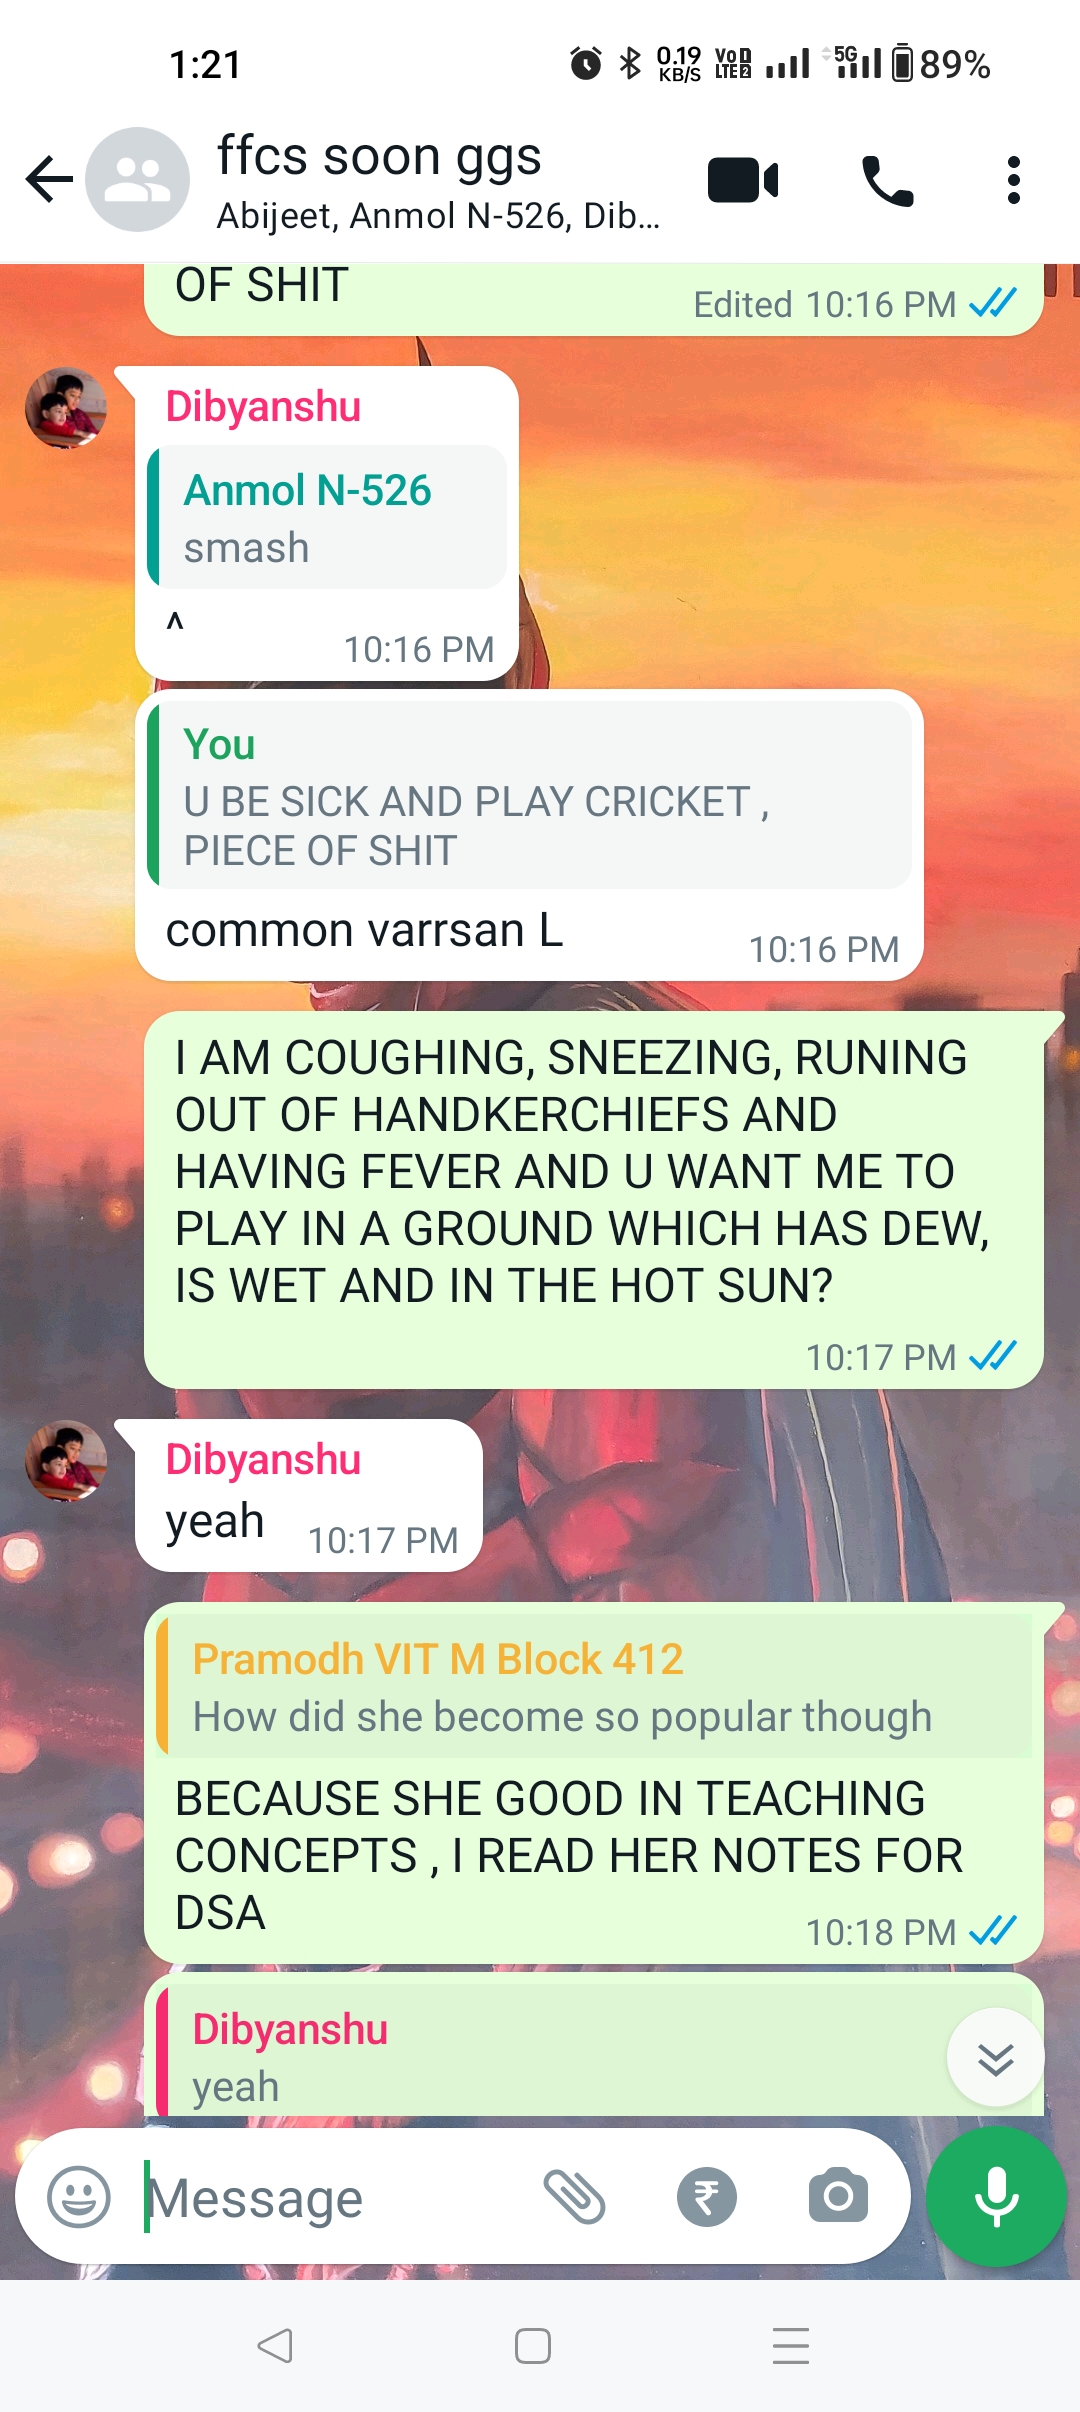 1:21
0.19
KB/S
VoD
LTE 2
5G
89%
ffcs soon ggs
Abijeet, Anmol N-526, Dib...
OF SHIT
Edited 10:16 PM
Dibyanshu
Anmol N-526
smash
^
10:16 PM
You
U BE SICK AND PLAY CRICKET ,
PIECE OF SHIT
common varrsan L
10:16 PM
I AM COUGHING, SNEEZING, RUNING
OUT OF HANDKERCHIEFS AND
HAVING FEVER AND U WANT ME TO
PLAY IN A GROUND WHICH HAS DEW,
IS WET AND IN THE HOT SUN?
10:17 PM
Dibyanshu
yeah
10:17 PM
Pramodh VIT M Block 412
How did she become so popular though
BECAUSE SHE GOOD IN TEACHING
CONCEPTS , I READ HER NOTES FOR
DSA
10:18 PM
Dibyanshu
yeah
Message
₹